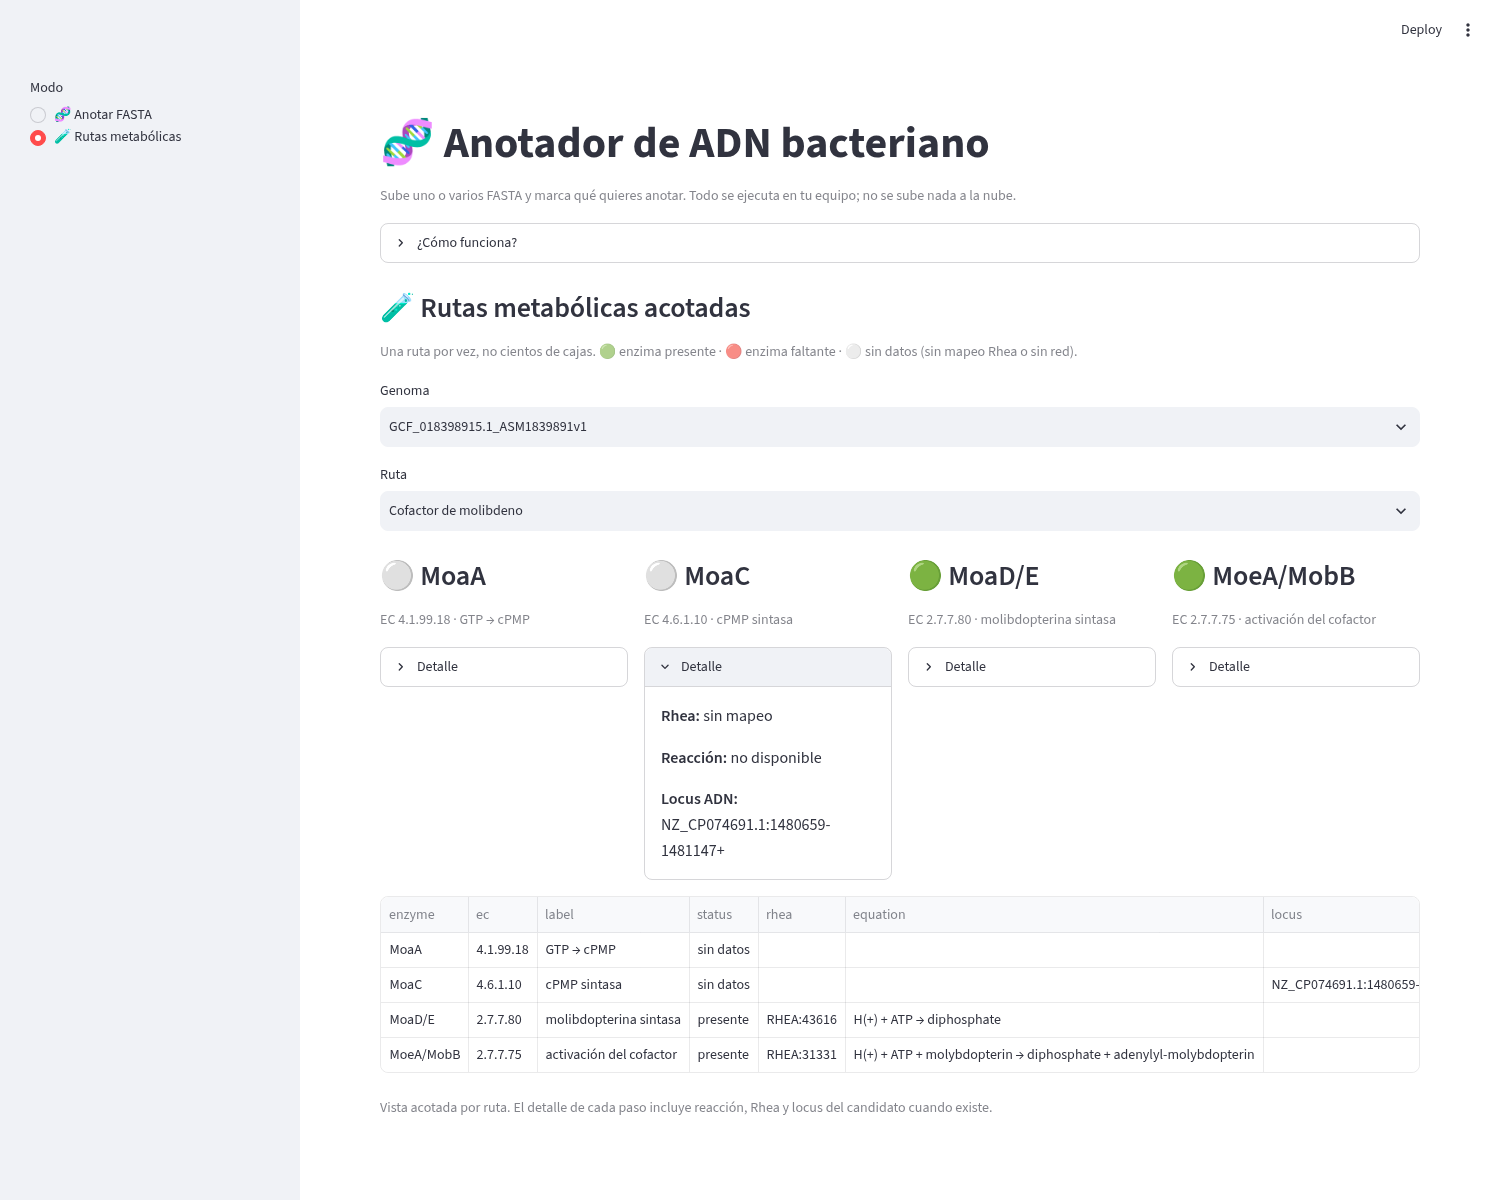 Deploy
Modo
Anotar FASTA
Rutas metabólicas
Anotador de ADN bacteriano
Sube uno o varios FASTA y marca qué quieres anotar. Todo se ejecuta en tu equipo; no se sube nada a la nube.
¿Cómo funciona?
Rutas metabólicas acotadas
Una ruta por vez, no cientos de cajas. 🟢 enzima presente · 🔴 enzima faltante · ⚪ sin datos (sin mapeo Rhea o sin red).
Genoma
GCF_018398915.1_ASM1839891v1
Ruta
Cofactor de molibdeno
MoaA
EC 4.1.99.18 · GTP → cPMP
Detalle
MoaC
EC 4.6.1.10 · cPMP sintasa
Detalle
Rhea: sin mapeo
Reacción: no disponible
Locus ADN:
NZ_CP074691.1:1480659-
1481147+
MoaD/E
EC 2.7.7.80 · molibdopterina sintasa
Detalle
MoeA/MobB
EC 2.7.7.75 · activación del cofactor
Detalle
enzyme ec label status rhea equation locus
MoaA 4.1.99.18 GTP → cPMP sin datos
MoaC 4.6.1.10 cPMP sintasa sin datos NZ_CP074691.1:1480659-
MoaD/E 2.7.7.80 molibdopterina sintasa presente RHEA:43616 H(+) + ATP → diphosphate
MoeA/MobB 2.7.7.75 activación del cofactor presente RHEA:31331 H(+) + ATP + molybdopterin → diphosphate + adenylyl-molybdopterin
Vista acotada por ruta. El detalle de cada paso incluye reacción, Rhea y locus del candidato cuando existe.